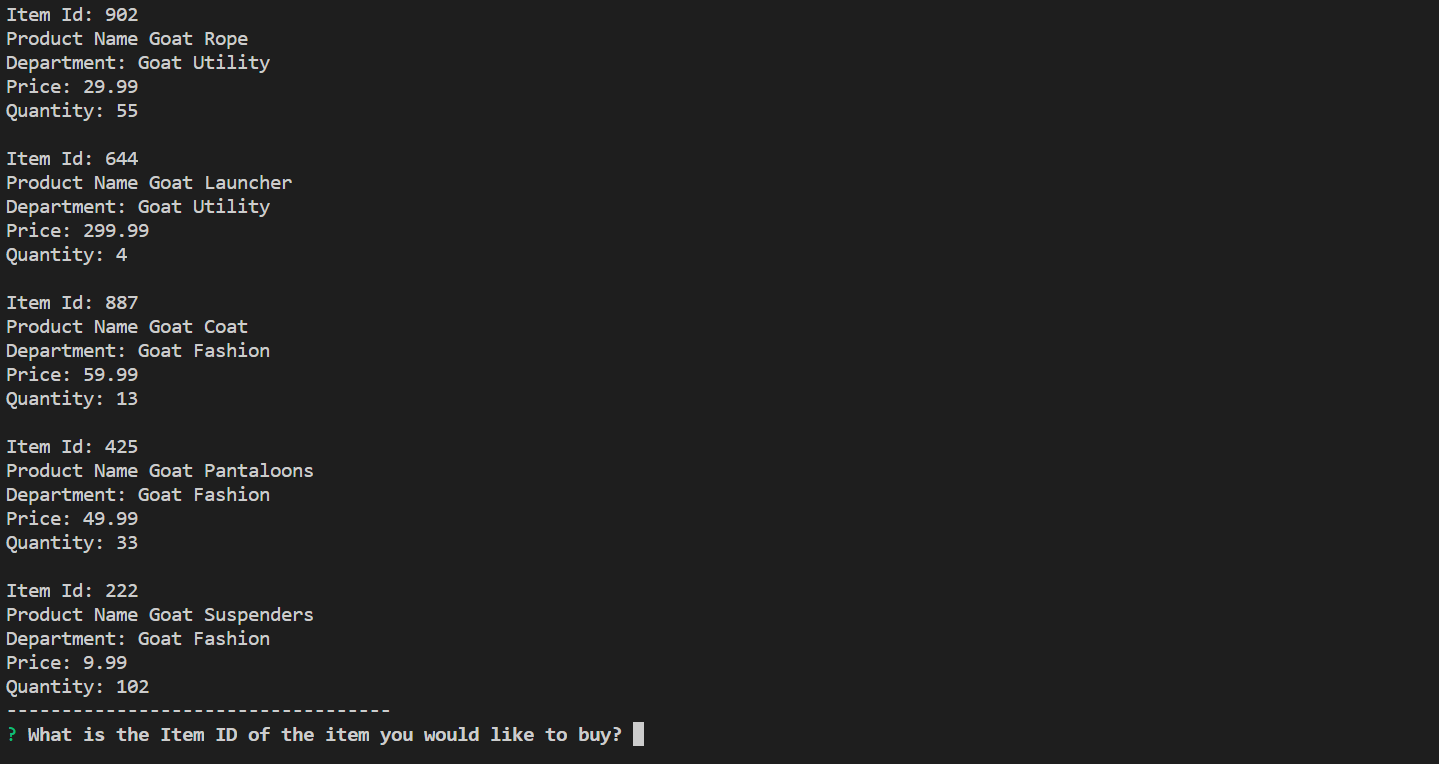 Item Id: 902
Product Name Goat Rope
Department: Goat Utility
Price: 29.99
Quantity: 55
Item Id: 644
Product Name Goat Launcher
Department: Goat Utility
Price: 299.99
Quantity: 4
Item Id: 887
Product Name Goat Coat
Department: Goat Fashion
Price: 59.99
Quantity: 13
Item Id: 425
Product Name Goat Pantaloons
Department: Goat Fashion
Price: 49.99
Quantity: 33
Item Id: 222
Product Name Goat Suspenders
Department: Goat Fashion
Price: 9.99
Quantity: 102
-----------------------------------
? What is the Item ID of the item you would like to buy?